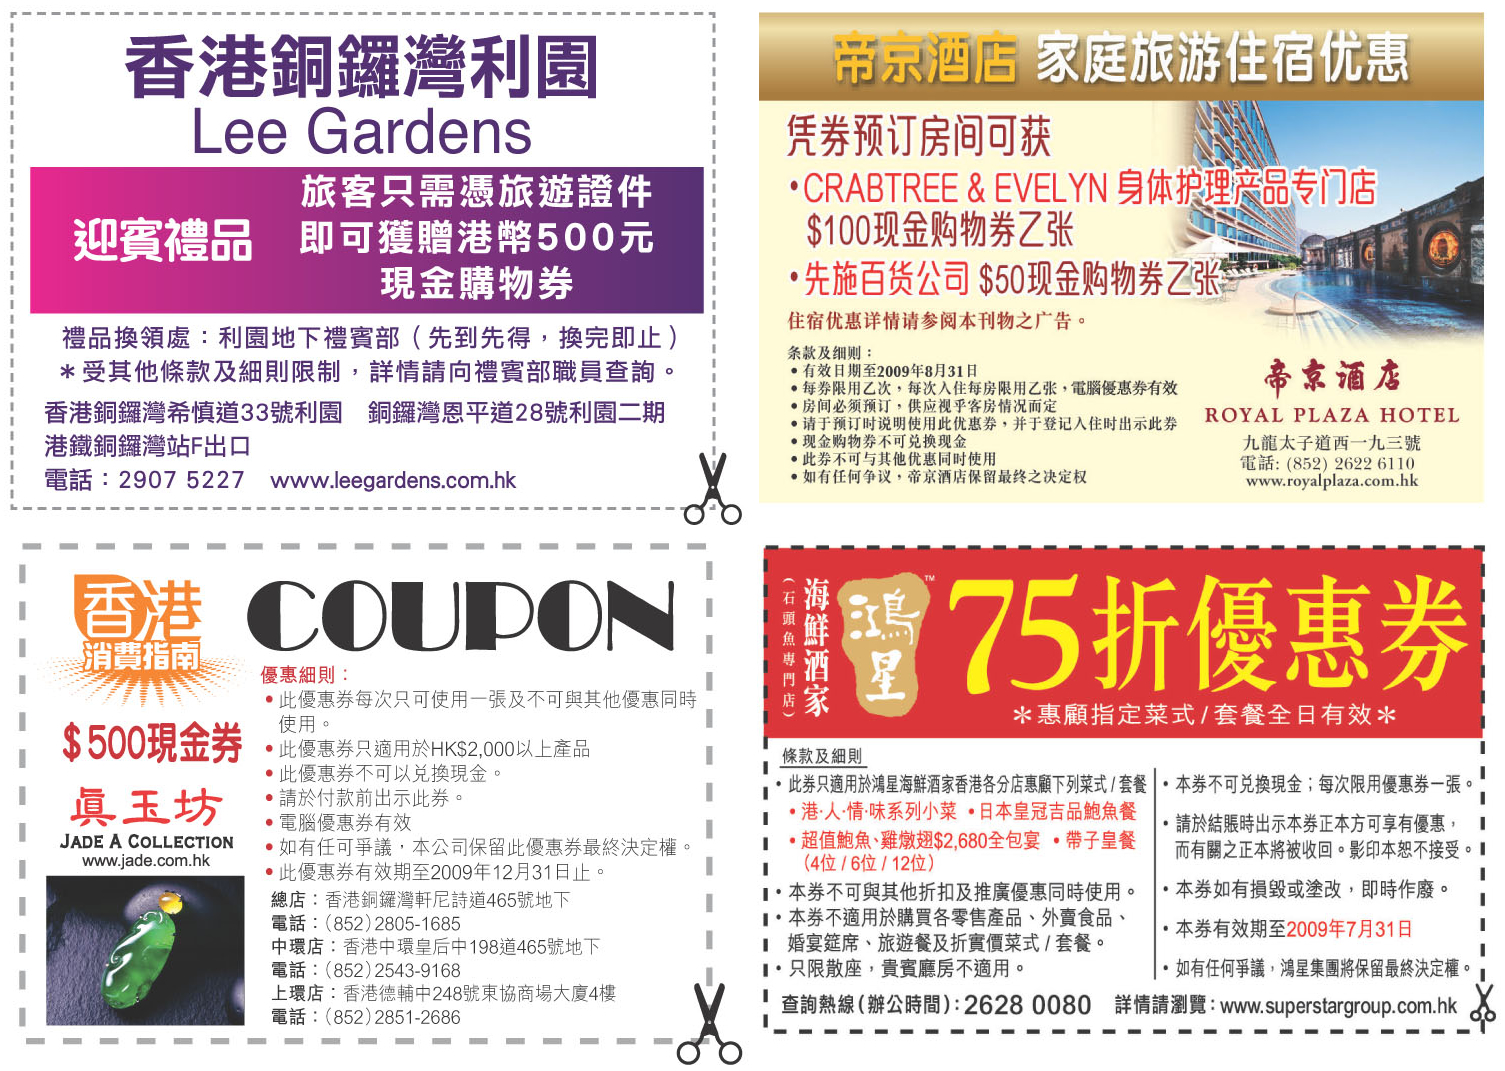 香港銅鑼灣利園
Lee Gardens
迎賓禮品
旅客只需憑旅遊證件
即可獲贈港幣500元
現金購物券
禮品換領處：利園地下禮賓部（先到先得，換完即止）
＊受其他條款及細則限制，詳情請向禮賓部職員查詢。
香港銅鑼灣希慎道33號利園　銅鑼灣恩平道28號利園二期
港鐵銅鑼灣站F出口
電話：2907 5227　www.leegardens.com.hk
帝京酒店 家庭旅游住宿优惠
凭券预订房间可获
•CRABTREE & EVELYN 身体护理产品专门店
$100现金购物券乙张
•先施百货公司 $50现金购物券乙张
住宿优惠详情请参阅本刊物之广告。
条款及细则：
•有效日期至2009年8月31日
•每券限用乙次，每次入住每房限用乙张，電腦優惠券有效
•房间必须预订，供应视乎客房情况而定
•请于预订时说明使用此优惠券，并于登记入住时出示此券
•现金购物券不可兑换现金
•此券不可与其他优惠同时使用
•如有任何争议，帝京酒店保留最终之决定权
帝京酒店
ROYAL PLAZA HOTEL
九龍太子道西一九三號
電話: (852) 2622 6110
www.royalplaza.com.hk
香港
消費指南
COUPON
$500現金券
眞玉坊
JADE A COLLECTION
www.jade.com.hk
優惠細則：
•此優惠券每次只可使用一張及不可與其他優惠同時
使用。
•此優惠券只適用於HK$2,000以上產品
•此優惠券不可以兌換現金。
•請於付款前出示此券。
•電腦優惠券有效
•如有任可爭議，本公司保留此優惠券最終決定權。
•此優惠券有效期至2009年12月31日止。
總店：香港銅鑼灣軒尼詩道465號地下
電話：(852)2805-1685
中環店：香港中環皇后中198道465號地下
電話：(852)2543-9168
上環店：香港德輔中248號東協商場大廈4樓
電話：(852)2851-2686
海鮮酒家
（石頭魚專門店）
鴻星
TM
75折優惠券
＊惠顧指定菜式/套餐全日有效＊
條款及細則
•此券只適用於鴻星海鮮酒家香港各分店惠顧下列菜式/套餐
•港·人·情·味系列小菜 •日本皇冠吉品鮑魚餐
•超值鮑魚、雞燉翅$2,680全包宴 •帶子皇餐
（4位/6位/12位）
•本券不可與其他折扣及推廣優惠同時使用。
•本券不適用於購買各零售產品、外賣食品、
婚宴筵席、旅遊餐及折實價菜式/套餐。
•只限散座，貴賓廳房不適用。
•本券不可兑換現金；每次限用優惠券一張。
•請於結賬時出示本券正本方可享有優惠，
而有關之正本將被收回。影印本恕不接受。
•本券如有損毀或塗改，即時作廢。
•本券有效期至2009年7月31日
•如有任何爭議，鴻星集團將保留最終決定權。
查詢熱線(辦公時間)：2628 0080　詳情請瀏覽：www.superstargroup.com.hk